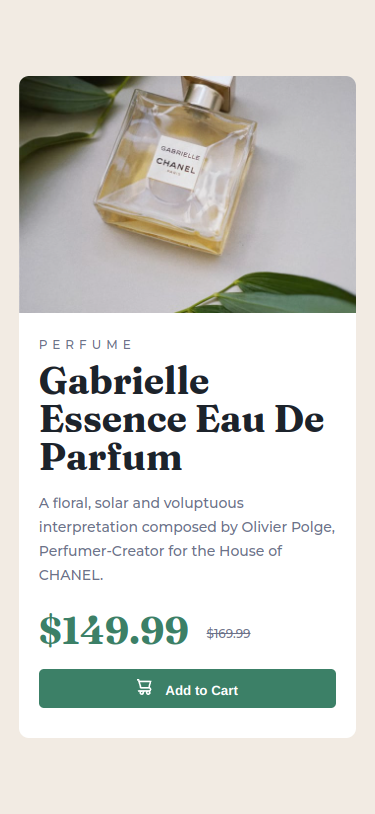 GABRIELLE
CHANEL
PARIS
PERFUME
Gabrielle
Essence Eau De
Parfum
A floral, solar and voluptuous
interpretation composed by Olivier Polge,
Perfumer-Creator for the House of
CHANEL.
$149.99 $169.99
Add to Cart